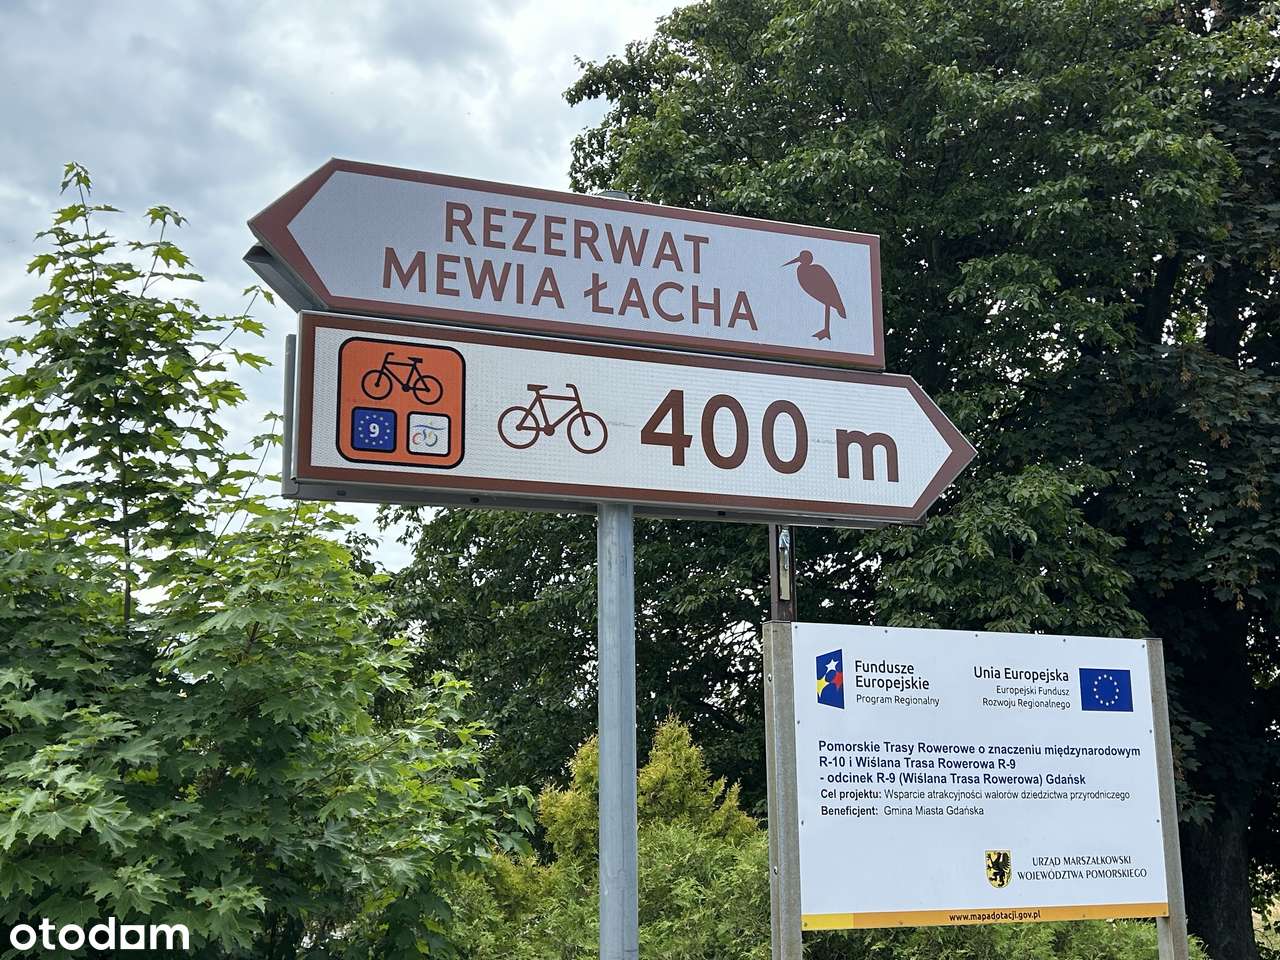 REZERWAT
MEWIA ŁACHA
9
400 m
Fundusze
Europejskie
Program Regionalny
Unia Europejska
Europejski Fundusz
Rozwoju Regionalnego
Pomorskie Trasy Rowerowe o znaczeniu międzynarodowym
R-10 i Wiślana Trasa Rowerowa R-9
- odcinek R-9 (Wiślana Trasa Rowerowa) Gdańsk
Cel projektu: Wsparcie atrakcyjności walorów dziedzictwa przyrodniczego
Beneficjent: Gmina Miasta Gdańska
URZĄD MARSZAŁKOWSKI
WOJEWÓDZTWA POMORSKIEGO
www.mapadotacji.gov.pl
otodom